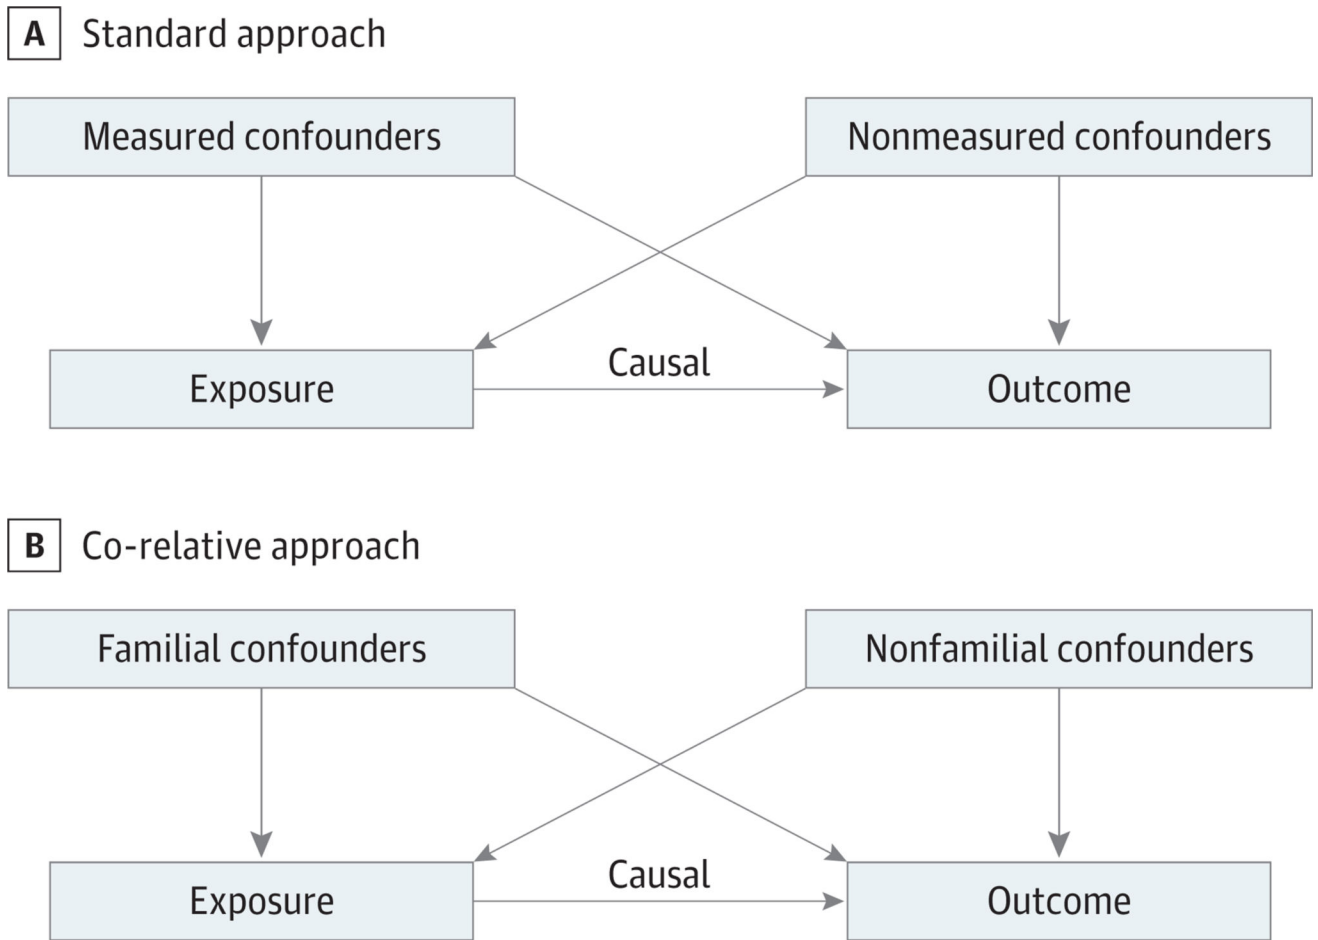 A Standard approach
Measured confounders
Nonmeasured confounders
Exposure
Causal
Outcome
B Co-relative approach
Familial confounders
Nonfamilial confounders
Exposure
Causal
Outcome